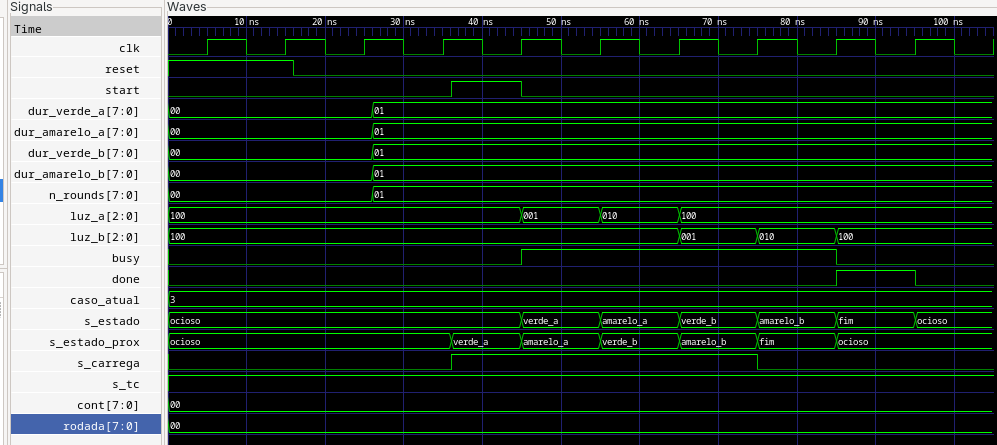 Signals
Waves
Time
0 10 ns 20 ns 30 ns 40 ns 50 ns 60 ns 70 ns 80 ns 90 ns 100 ns
clk
reset
start
dur_verde_a[7:0] 00 01
dur_amarelo_a[7:0] 00 01
dur_verde_b[7:0] 00 01
dur_amarelo_b[7:0] 00 01
n_rounds[7:0] 00 01
luz_a[2:0] 100 001 010 100
luz_b[2:0] 100 001 010 100
busy
done
caso_atual 3
s_estado ocioso verde_a amarelo_a verde_b amarelo_b fim ocioso
s_estado_prox ocioso verde_a amarelo_a verde_b amarelo_b fim ocioso
s_carrega
s_tc
cont[7:0] 00
rodada[7:0] 00